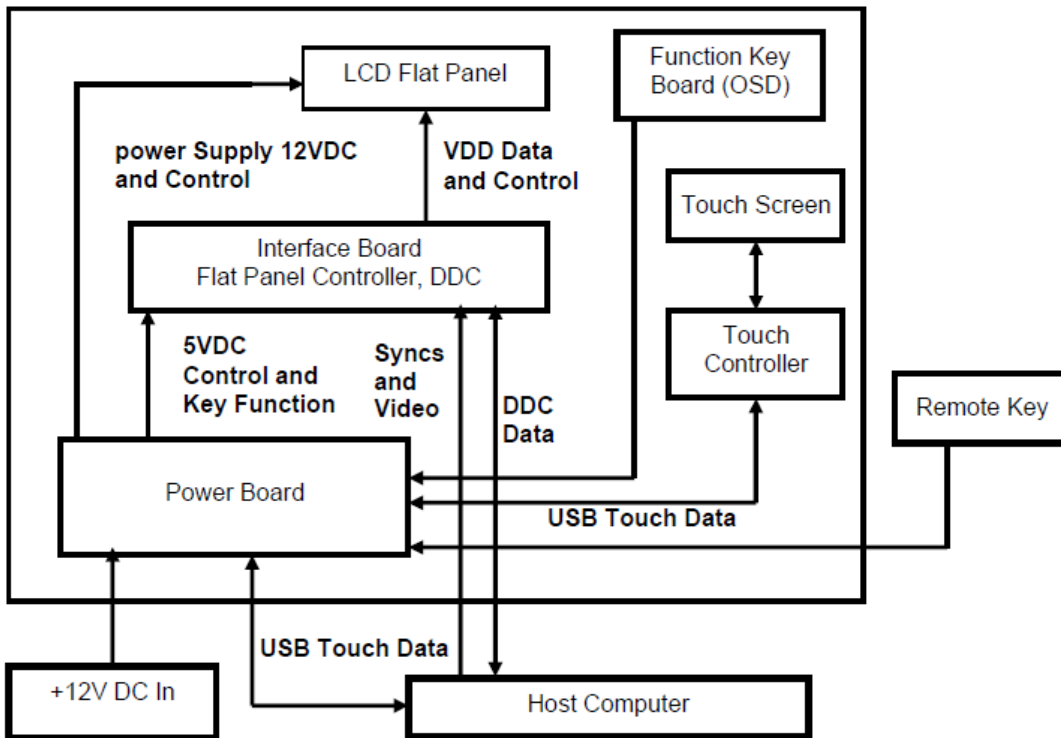 LCD Flat Panel
Function Key
Board (OSD)
power Supply 12VDC
and Control
VDD Data
and Control
Touch Screen
Interface Board
Flat Panel Controller, DDC
Touch
Controller
5VDC
Control and
Key Function
Syncs
and
Video
DDC
Data
Remote Key
Power Board
USB Touch Data
USB Touch Data
+12V DC In
Host Computer